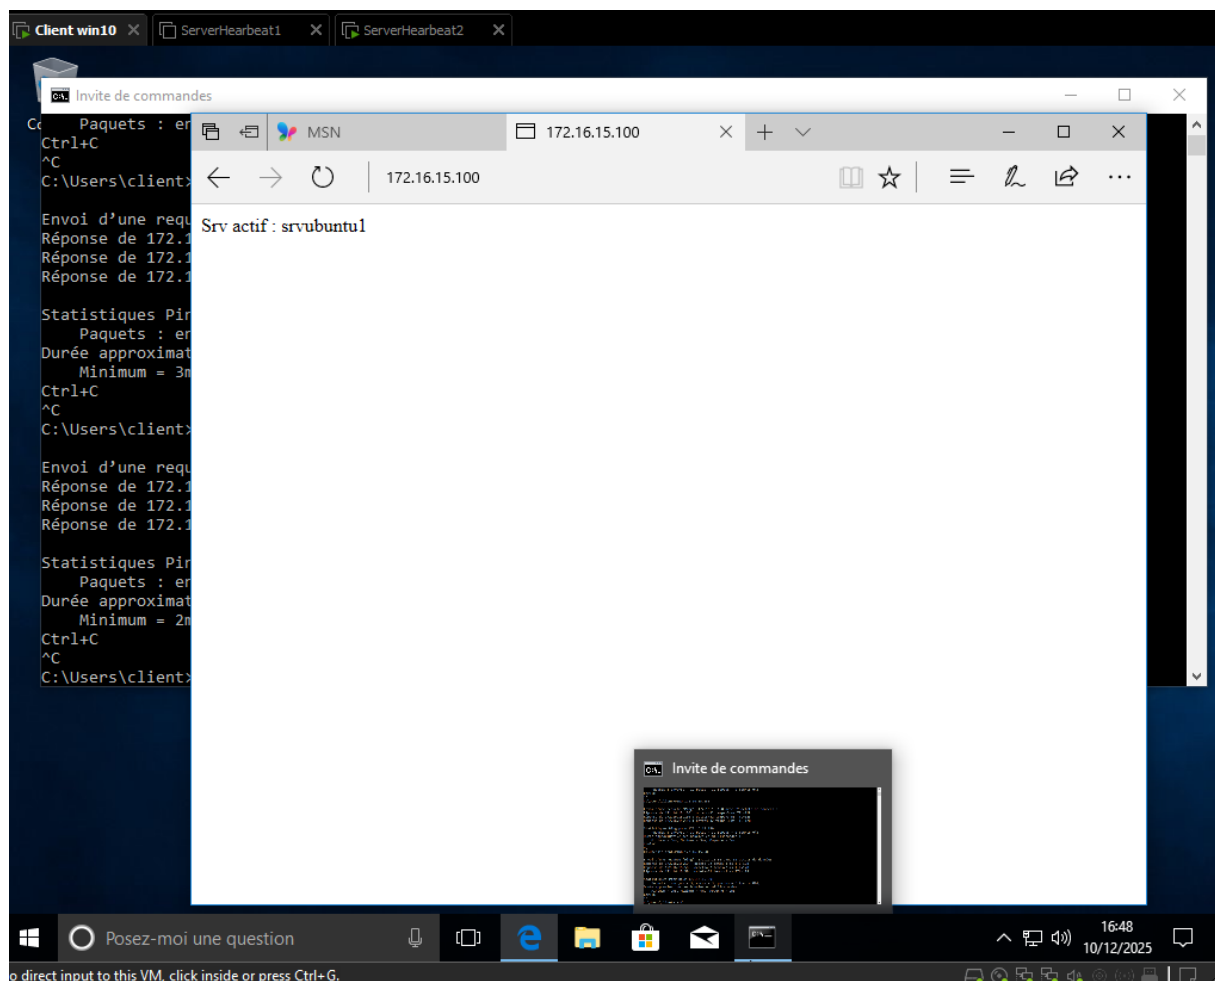 Client win10
ServerHearbeat1
ServerHearbeat2
Invite de commandes
Paquets : en
Ctrl+C
^C
C:\Users\client>
Envoi d’une requ
Réponse de 172.1
Réponse de 172.1
Réponse de 172.1
Statistiques Pin
Paquets : en
Durée approximat
Minimum = 3m
Ctrl+C
^C
C:\Users\client>
Envoi d’une requ
Réponse de 172.1
Réponse de 172.1
Réponse de 172.1
Statistiques Pin
Paquets : en
Durée approximat
Minimum = 2m
Ctrl+C
^C
C:\Users\client>
MSN
172.16.15.100
172.16.15.100
Srv actif : srvubuntu1
Invite de commandes
Posez-moi une question
16:48
10/12/2025
o direct input to this VM, click inside or press Ctrl+G.